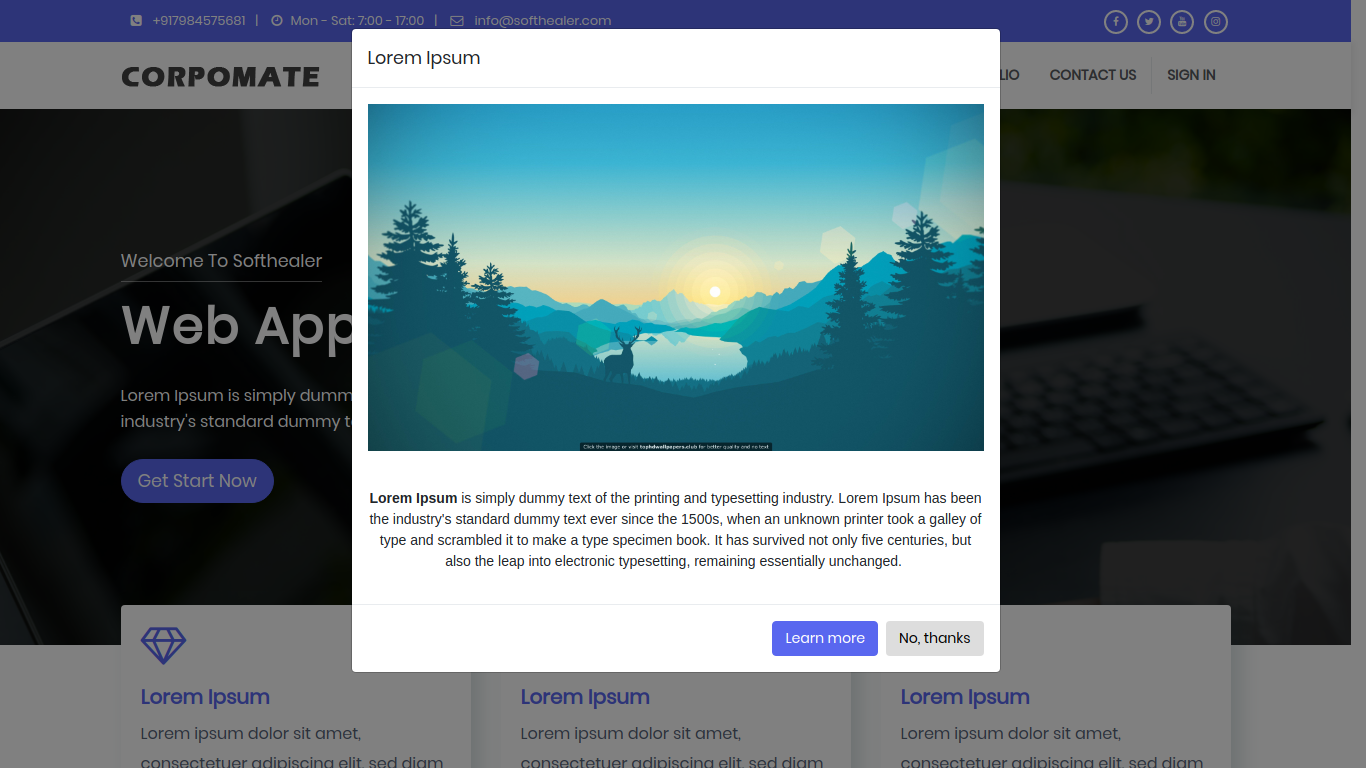 +917984575681 | Mon - Sat: 7:00 - 17:00 | info@softhealer.com
Lorem Ipsum
CORPOMATE
LIO CONTACT US SIGN IN
Welcome To Softhealer
Web App
Lorem Ipsum is simply dumm
industry's standard dummy te
Get Start Now
Click the image or visit tophdwallpapers.club for better quality and no text
Lorem Ipsum is simply dummy text of the printing and typesetting industry. Lorem Ipsum has been
the industry's standard dummy text ever since the 1500s, when an unknown printer took a galley of
type and scrambled it to make a type specimen book. It has survived not only five centuries, but
also the leap into electronic typesetting, remaining essentially unchanged.
Learn more No, thanks
Lorem Ipsum Lorem Ipsum Lorem Ipsum
Lorem ipsum dolor sit amet, Lorem ipsum dolor sit amet, Lorem ipsum dolor sit amet,
consectetuer adipiscing elit, sed diam consectetuer adipiscing elit, sed diam consectetuer adipiscing elit, sed diam